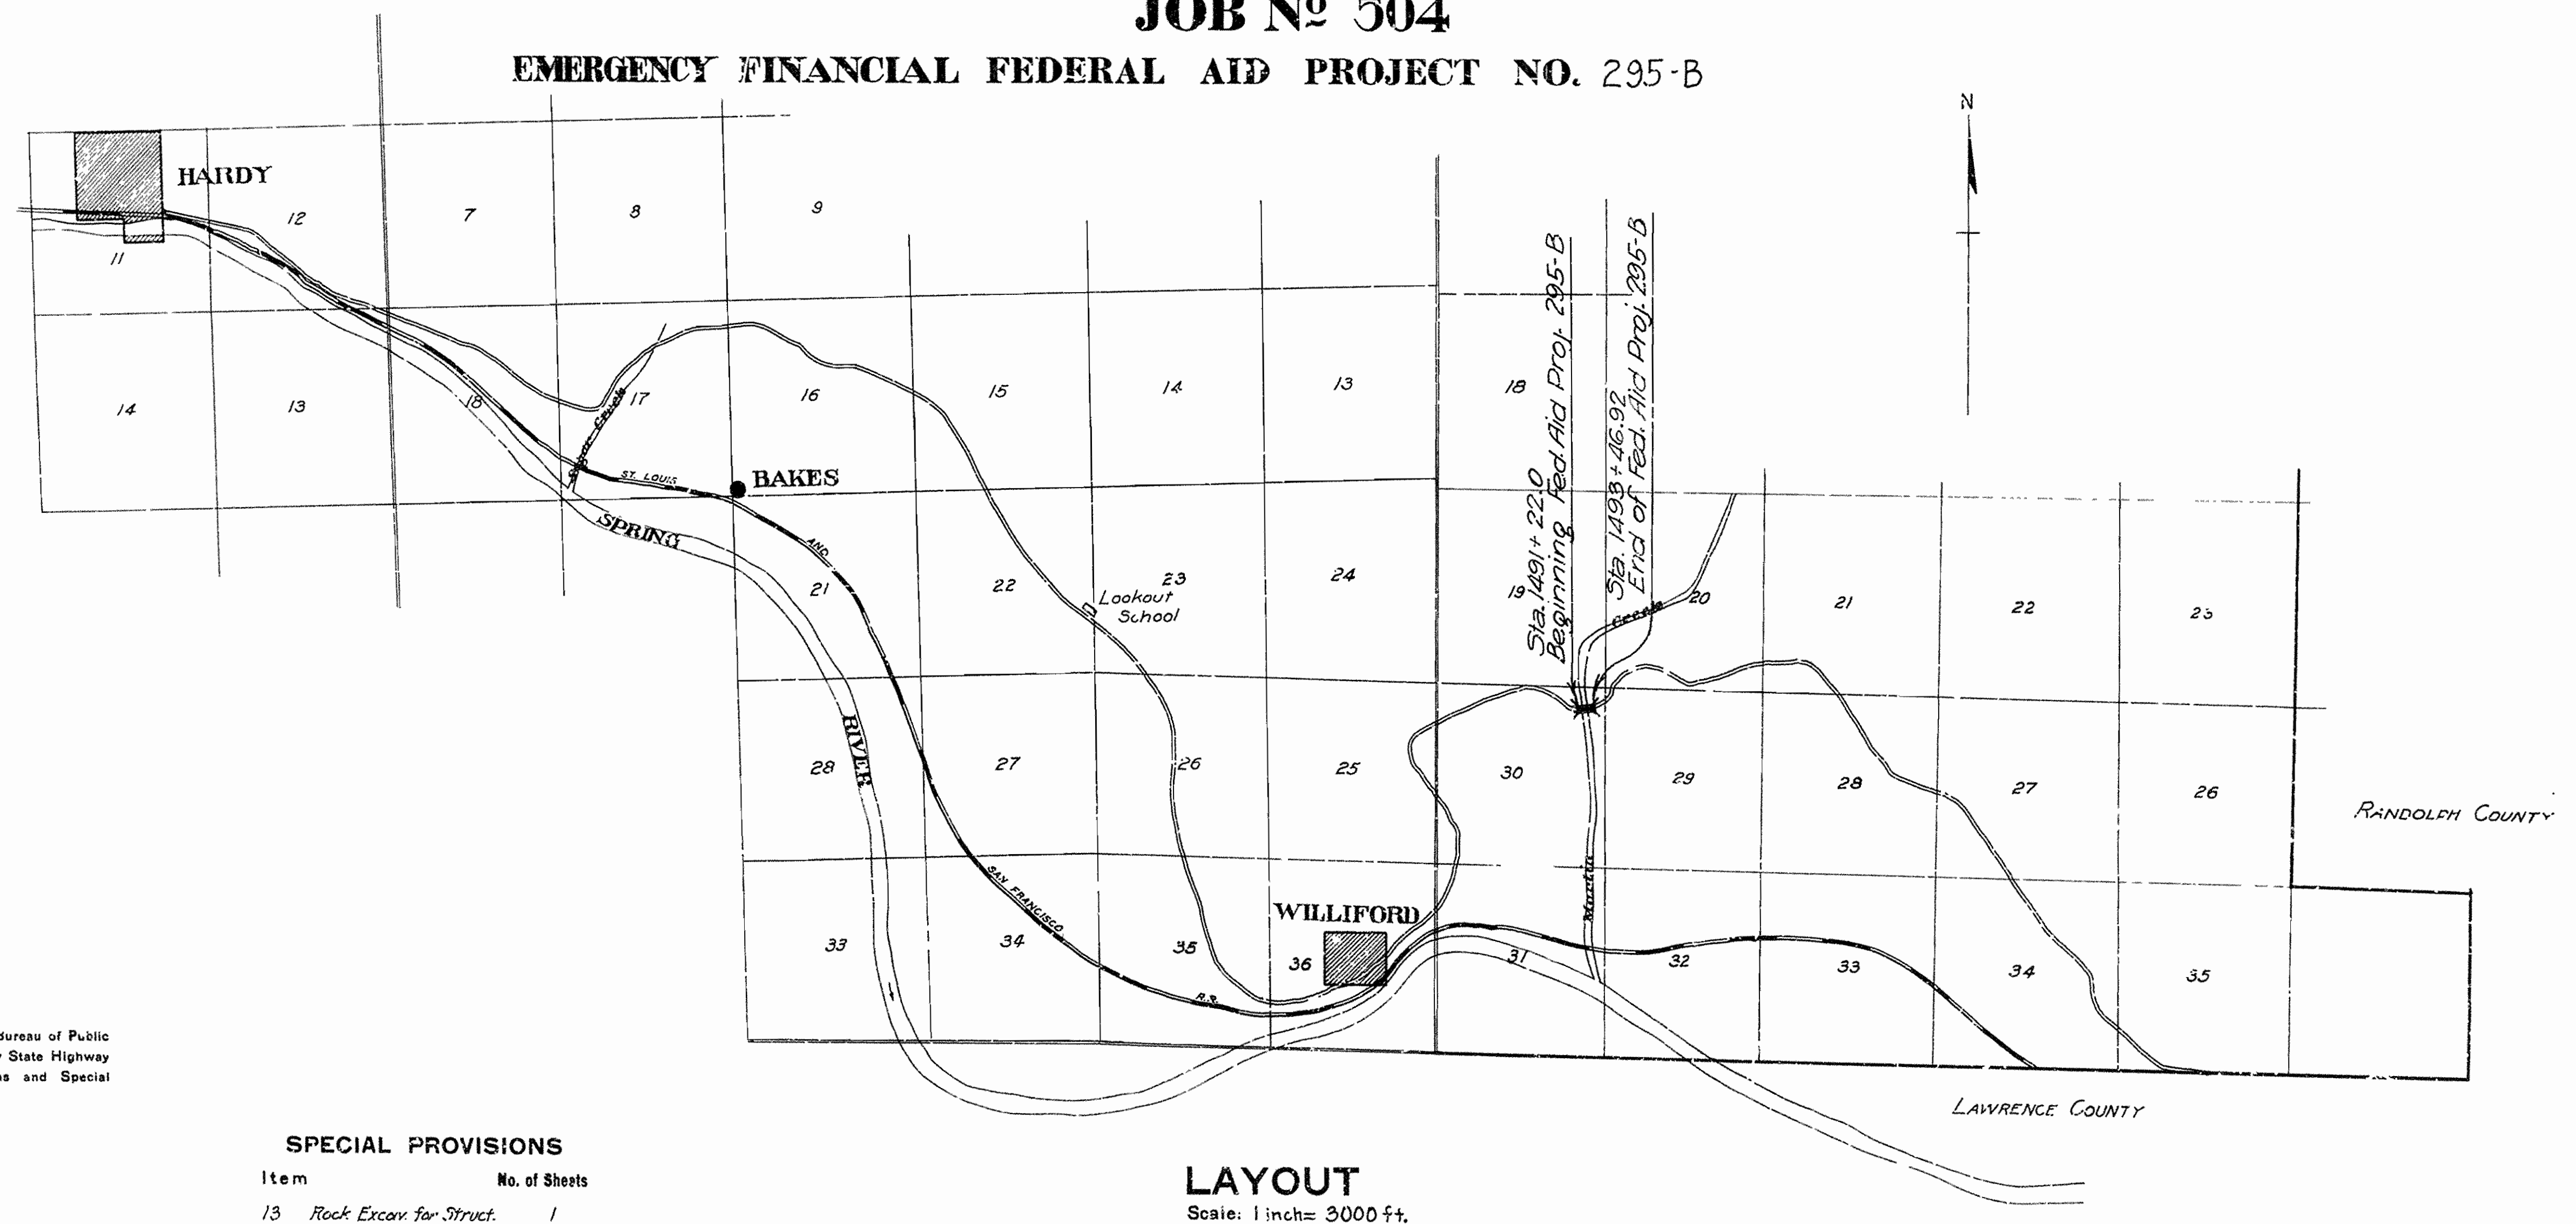 JOB Nº 504
EMERGENCY FINANCIAL FEDERAL AID PROJECT NO. 295-B
N
HARDY
12
7
8
9
11
14
13
18
17
16
15
14
13
18
Creek
ST. LOUIS
BAKES
SPRING
AND
21
22
23
24
19
20
21
22
23
Lookout
School
Sta. 1491+22.0
Beginning Fed. Aid Proj. 295-B
Sta. 1493+46.92
End of Fed. Aid Proj. 295-B
Creek
RIVER
28
27
26
25
30
29
28
27
26
RANDOLPH COUNTY
SAN FRANCISCO
R.R.
33
34
35
36
WILLIFORD
Martin
31
32
33
34
35
LAWRENCE COUNTY
Bureau of Public
State Highway
and Special
SPECIAL PROVISIONS
Item No. of Sheets
13 Rock Excav. for Struct. 1
LAYOUT
Scale: 1 inch= 3000 ft.